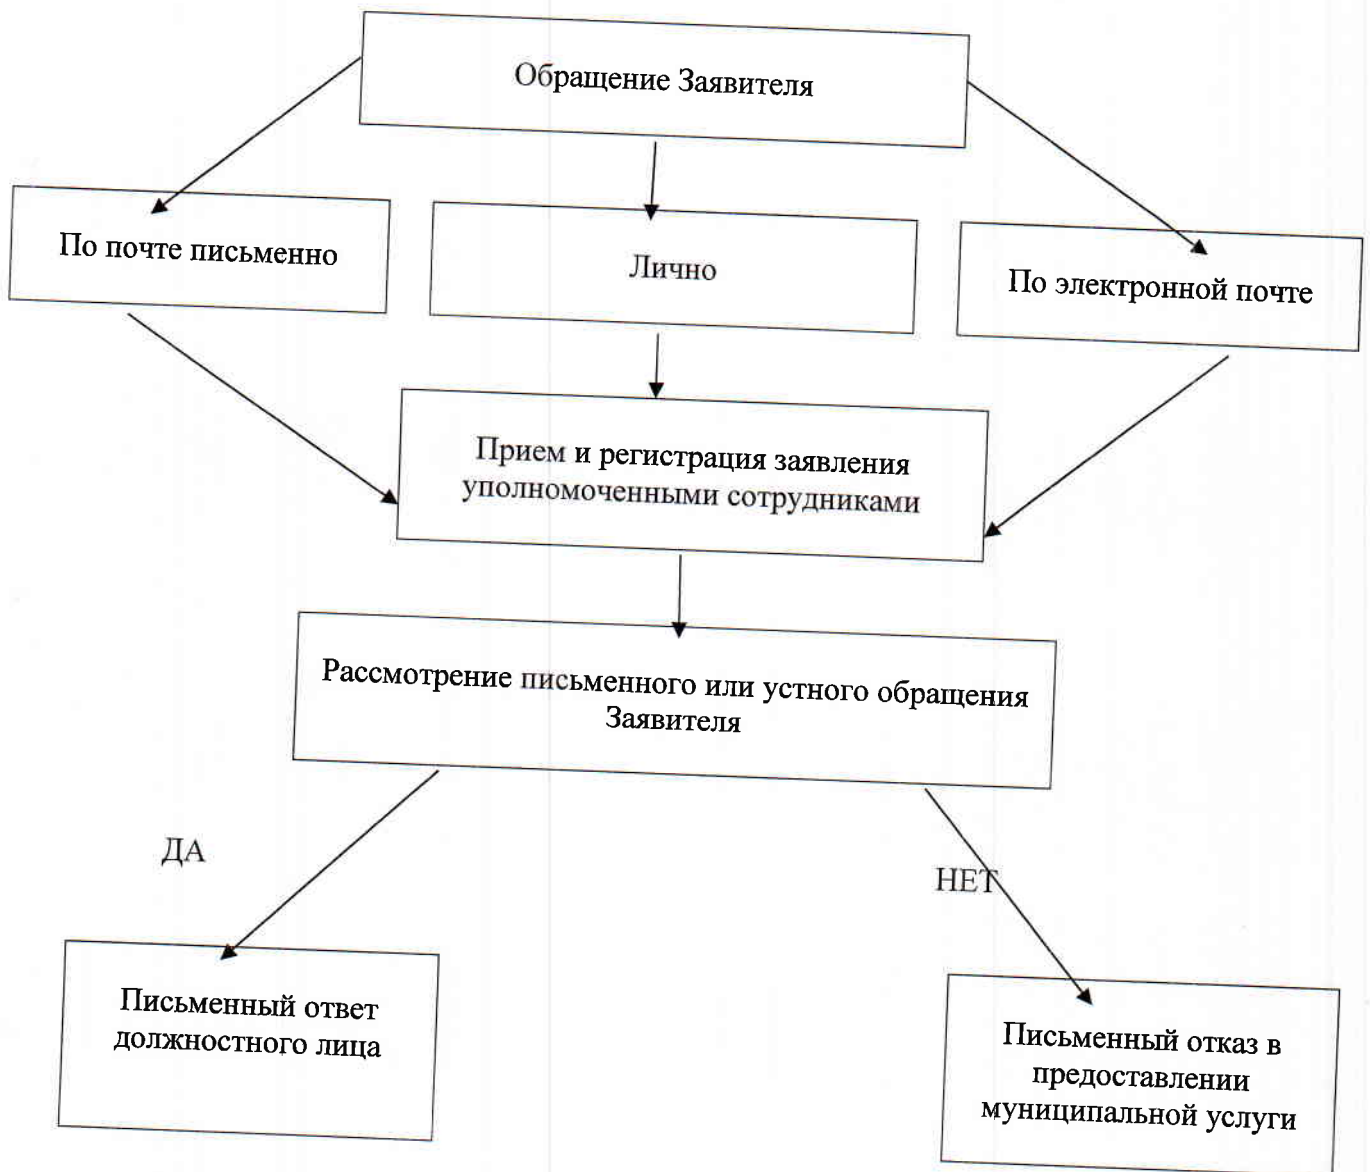 Обращение Заявителя
По почте письменно
Лично
По электронной почте
Прием и регистрация заявления
уполномоченными сотрудниками
Рассмотрение письменного или устного обращения
Заявителя
ДА
НЕТ
Письменный ответ
должностного лица
Письменный отказ в
предоставлении
муниципальной услуги